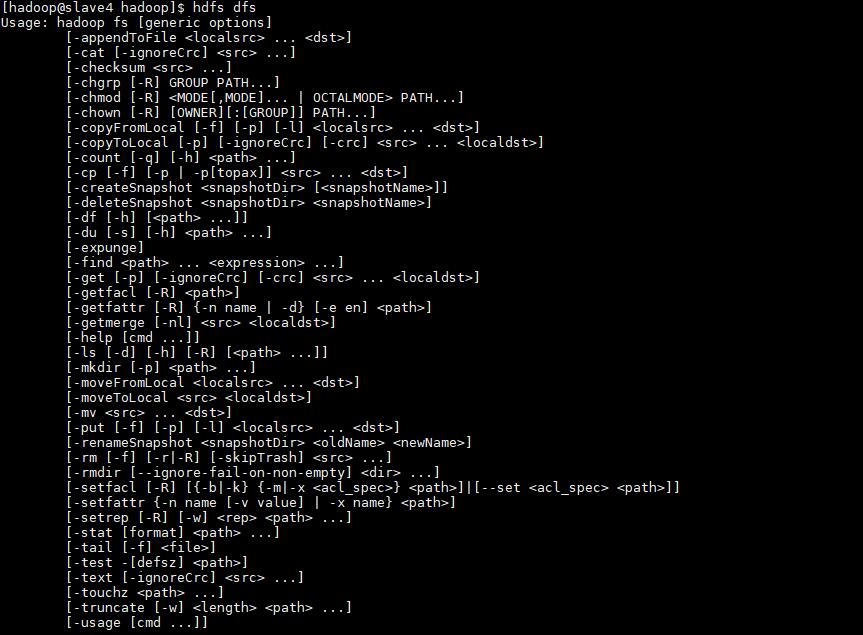 [hadoop@slave4 hadoop]$ hdfs dfs
Usage: hadoop fs [generic options]
        [-appendToFile <localsrc> ... <dst>]
        [-cat [-ignoreCrc] <src> ...]
        [-checksum <src> ...]
        [-chgrp [-R] GROUP PATH...]
        [-chmod [-R] <MODE[,MODE]... | OCTALMODE> PATH...]
        [-chown [-R] [OWNER][:[GROUP]] PATH...]
        [-copyFromLocal [-f] [-p] [-l] <localsrc> ... <dst>]
        [-copyToLocal [-p] [-ignoreCrc] [-crc] <src> ... <localdst>]
        [-count [-q] [-h] <path> ...]
        [-cp [-f] [-p | -p[topax]] <src> ... <dst>]
        [-createSnapshot <snapshotDir> [<snapshotName>]]
        [-deleteSnapshot <snapshotDir> <snapshotName>]
        [-df [-h] [<path> ...]]
        [-du [-s] [-h] <path> ...]
        [-expunge]
        [-find <path> ... <expression> ...]
        [-get [-p] [-ignoreCrc] [-crc] <src> ... <localdst>]
        [-getfacl [-R] <path>]
        [-getfattr [-R] {-n name | -d} [-e en] <path>]
        [-getmerge [-nl] <src> <localdst>]
        [-help [cmd ...]]
        [-ls [-d] [-h] [-R] [<path> ...]]
        [-mkdir [-p] <path> ...]
        [-moveFromLocal <localsrc> ... <dst>]
        [-moveToLocal <src> <localdst>]
        [-mv <src> ... <dst>]
        [-put [-f] [-p] [-l] <localsrc> ... <dst>]
        [-renameSnapshot <snapshotDir> <oldName> <newName>]
        [-rm [-f] [-r|-R] [-skipTrash] <src> ...]
        [-rmdir [--ignore-fail-on-non-empty] <dir> ...]
        [-setfacl [-R] [{-b|-k} {-m|-x <acl_spec>} <path>]|[--set <acl_spec> <path>]]
        [-setfattr {-n name [-v value] | -x name} <path>]
        [-setrep [-R] [-w] <rep> <path> ...]
        [-stat [format] <path> ...]
        [-tail [-f] <file>]
        [-test -[defsz] <path>]
        [-text [-ignoreCrc] <src> ...]
        [-touchz <path> ...]
        [-truncate [-w] <length> <path> ...]
        [-usage [cmd ...]]